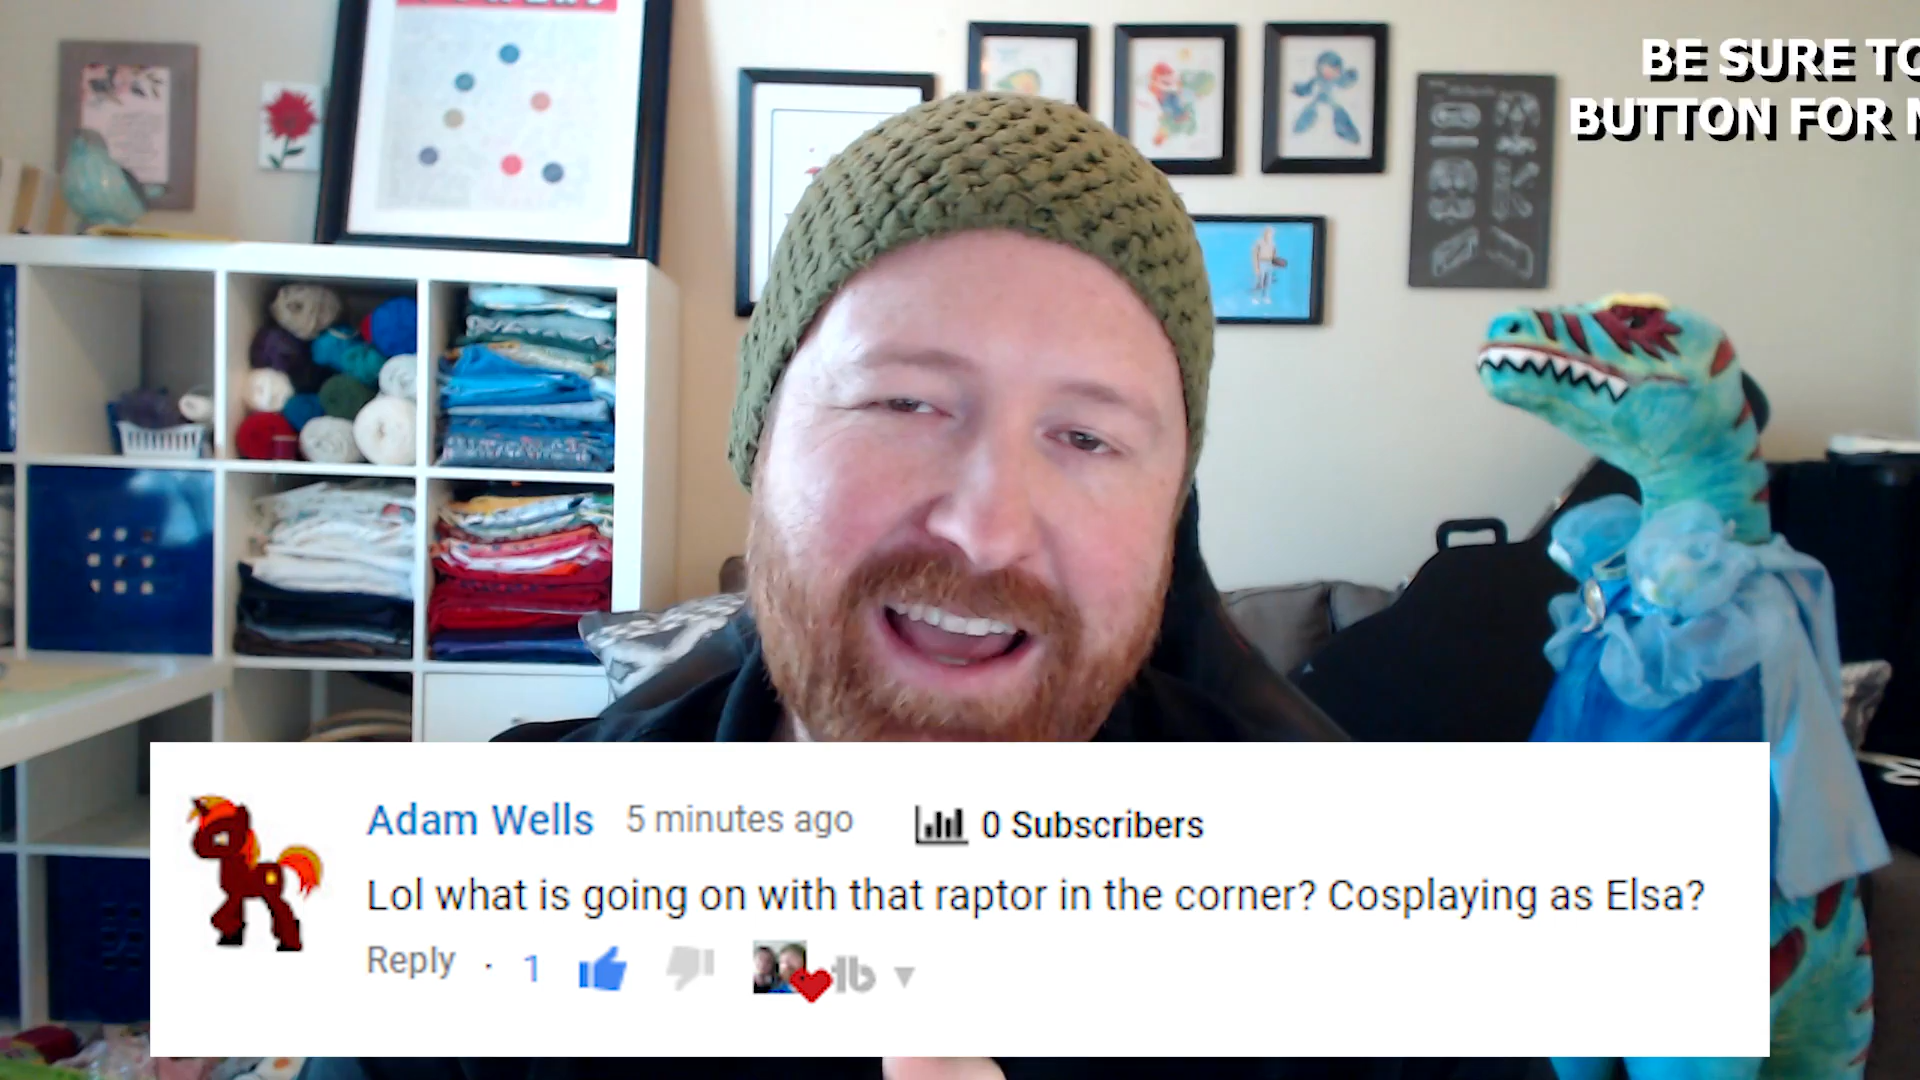 BE SURE TO
BUTTON FOR
Adam Wells 5 minutes ago 0 Subscribers
Lol what is going on with that raptor in the corner? Cosplaying as Elsa?
Reply · 1